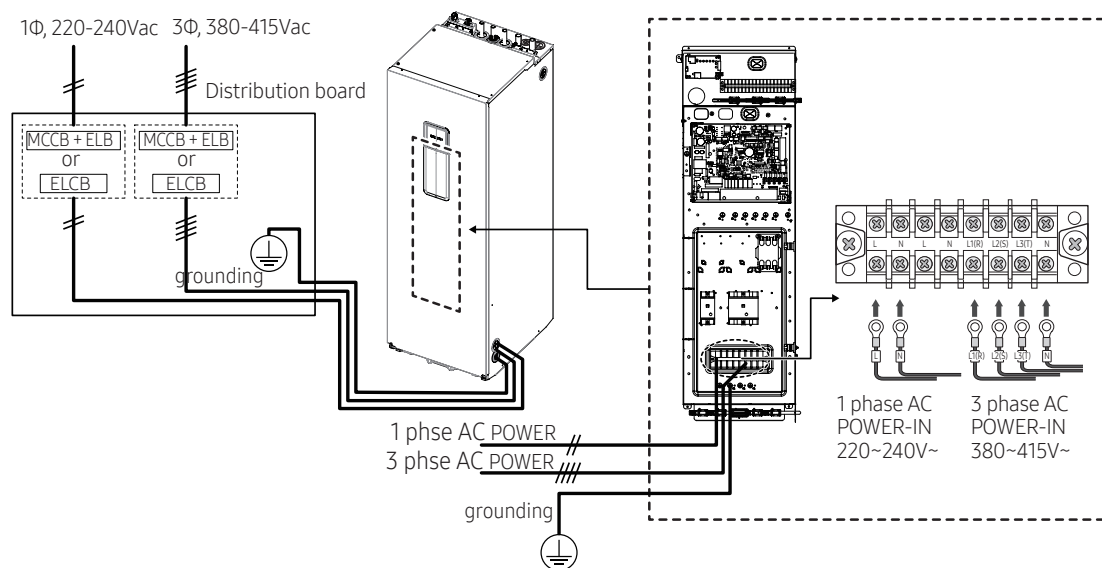 1Φ, 220-240Vac 3Φ, 380-415Vac
Distribution board
MCCB + ELB MCCB + ELB
or or
ELCB ELCB
grounding
L N L N L1(R) L2(S) L3(T) N
L N L1(R) L2(S) L3(T) N
1 phase AC
POWER-IN
220~240V~
3 phase AC
POWER-IN
380~415V~
1 phse AC POWER
3 phse AC POWER
grounding